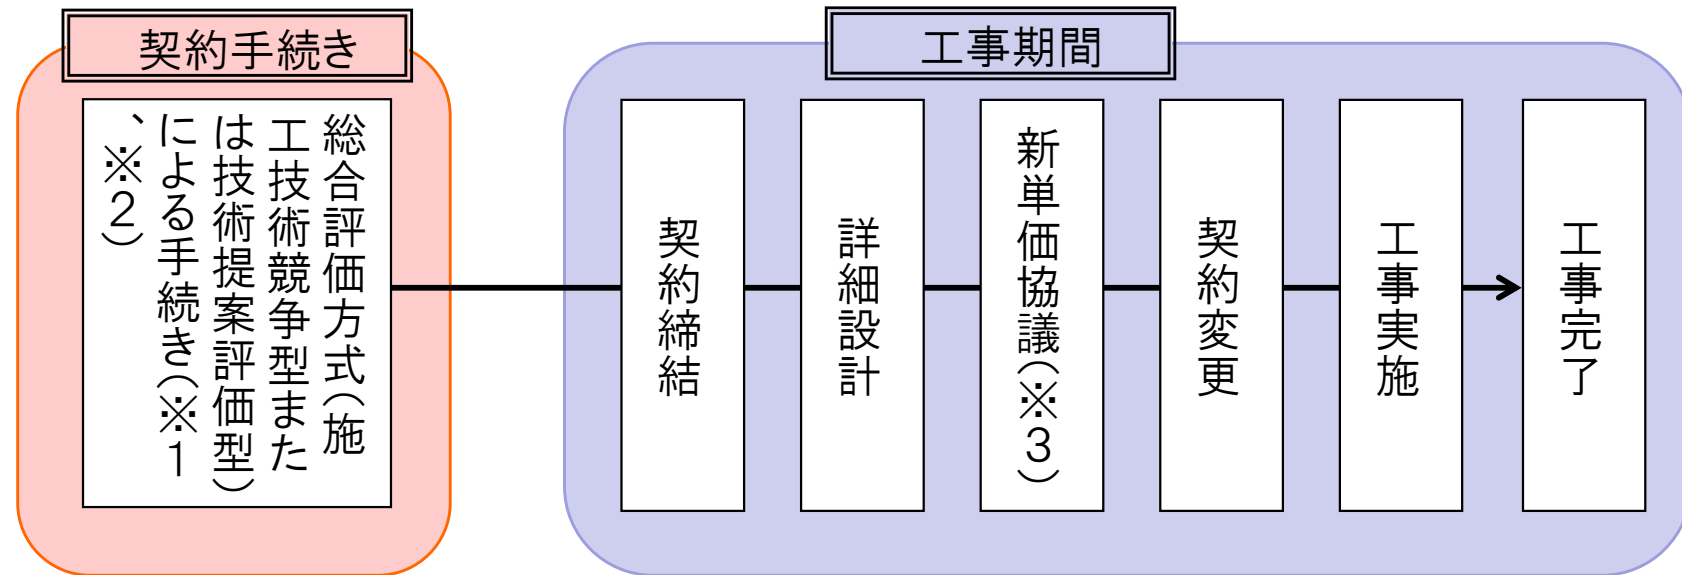 契約手続き
総合評価方式（施
工技術競争型また
は技術提案評価型）
による手続き（※１
、※２）
工事期間
契約締結
詳細設計
新単価協議（※３）
契約変更
工事実施
工事完了